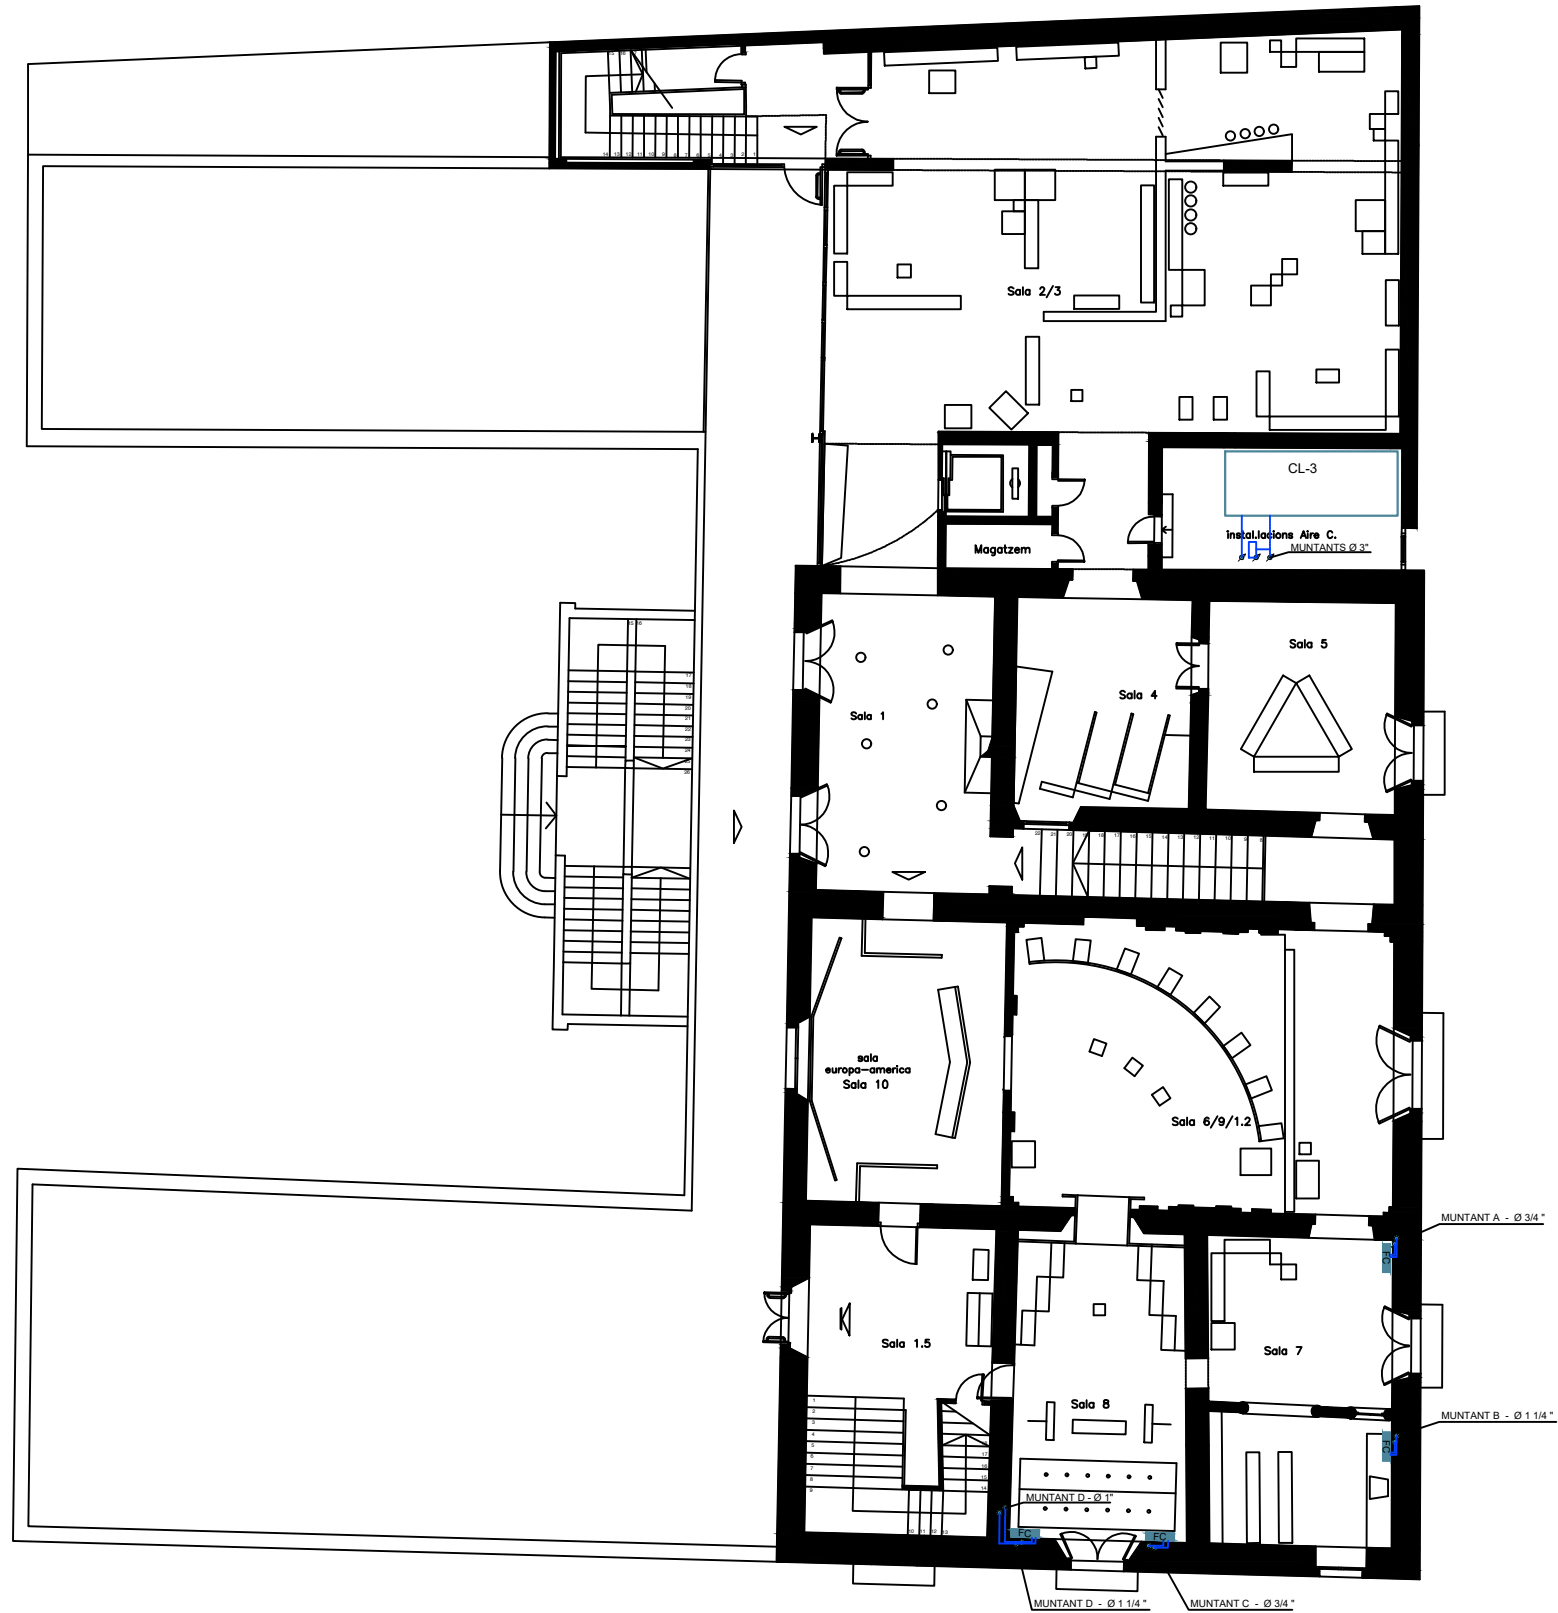 Sala 2/3
CL-3
instal.lacions Aire C.
MUNTANTS Ø 3"
Magatzem
Sala 5
Sala 4
Sala 1
sala
europa-america
Sala 10
Sala 6/9/1.2
MUNTANT A - Ø 3/4 "
FC
Sala 1.5
Sala 7
Sala 8
MUNTANT B - Ø 1 1/4 "
FC
MUNTANT D - Ø 1"
FC
FC
MUNTANT D - Ø 1 1/4 "
MUNTANT C - Ø 3/4 "